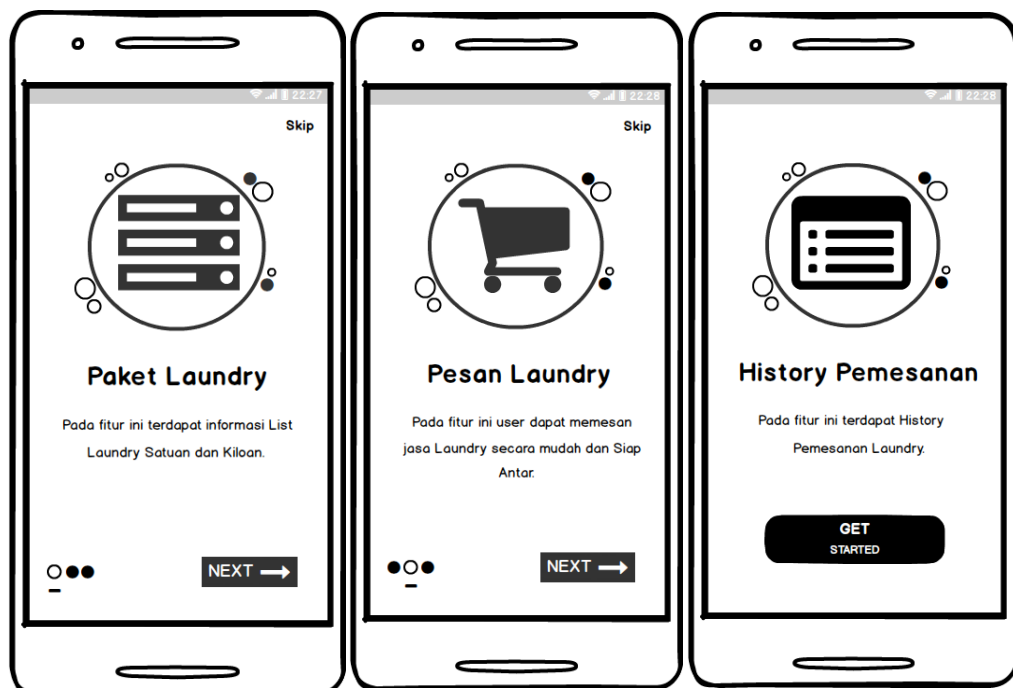 22:27
Skip
Paket Laundry
Pada fitur ini terdapat informasi List
Laundry Satuan dan Kiloan.
NEXT
22:28
Skip
Pesan Laundry
Pada fitur ini user dapat memesan
jasa Laundry secara mudah dan Siap
Antar.
NEXT
22:28
History Pemesanan
Pada fitur ini terdapat History
Pemesanan Laundry.
GET
STARTED